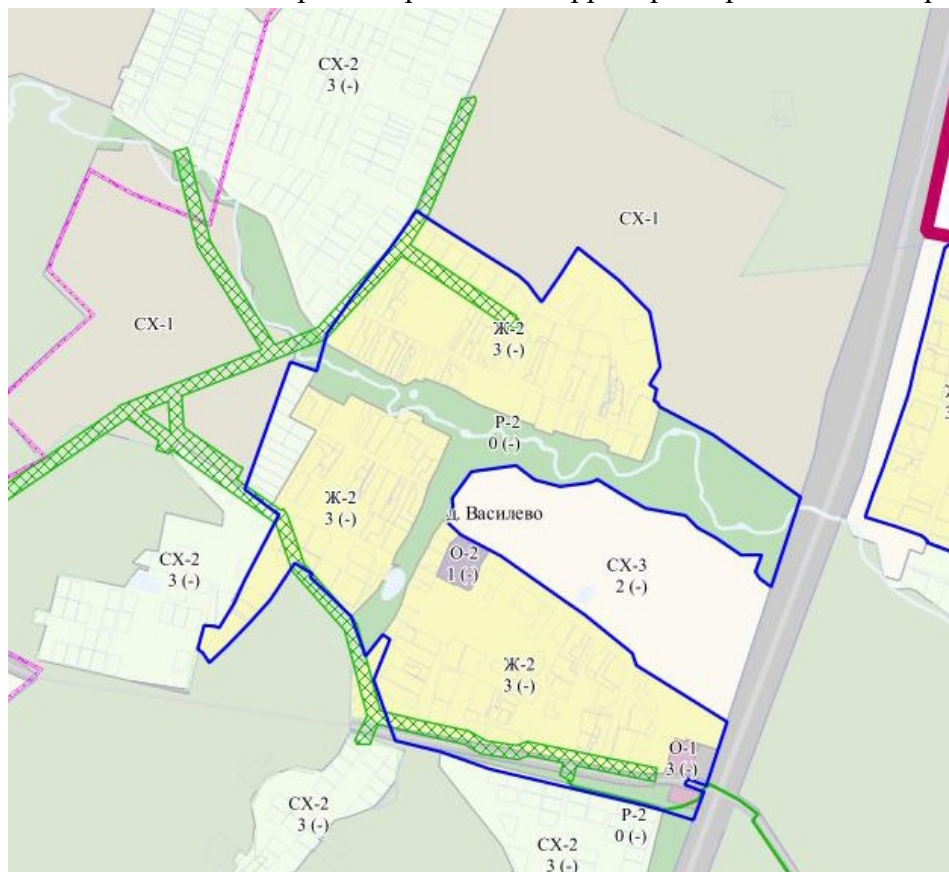 СХ-2
3 (-)
СХ-1
СХ-1
Ж-2
3 (-)
Р-2
0 (-)
Ж-2
3 (-)
д. Василево
О-2
1 (-)
СХ-3
2 (-)
СХ-2
3 (-)
Ж-2
3 (-)
О-1
3 (-)
СХ-2
3 (-)
Р-2
0 (-)
СХ-2
3 (-)